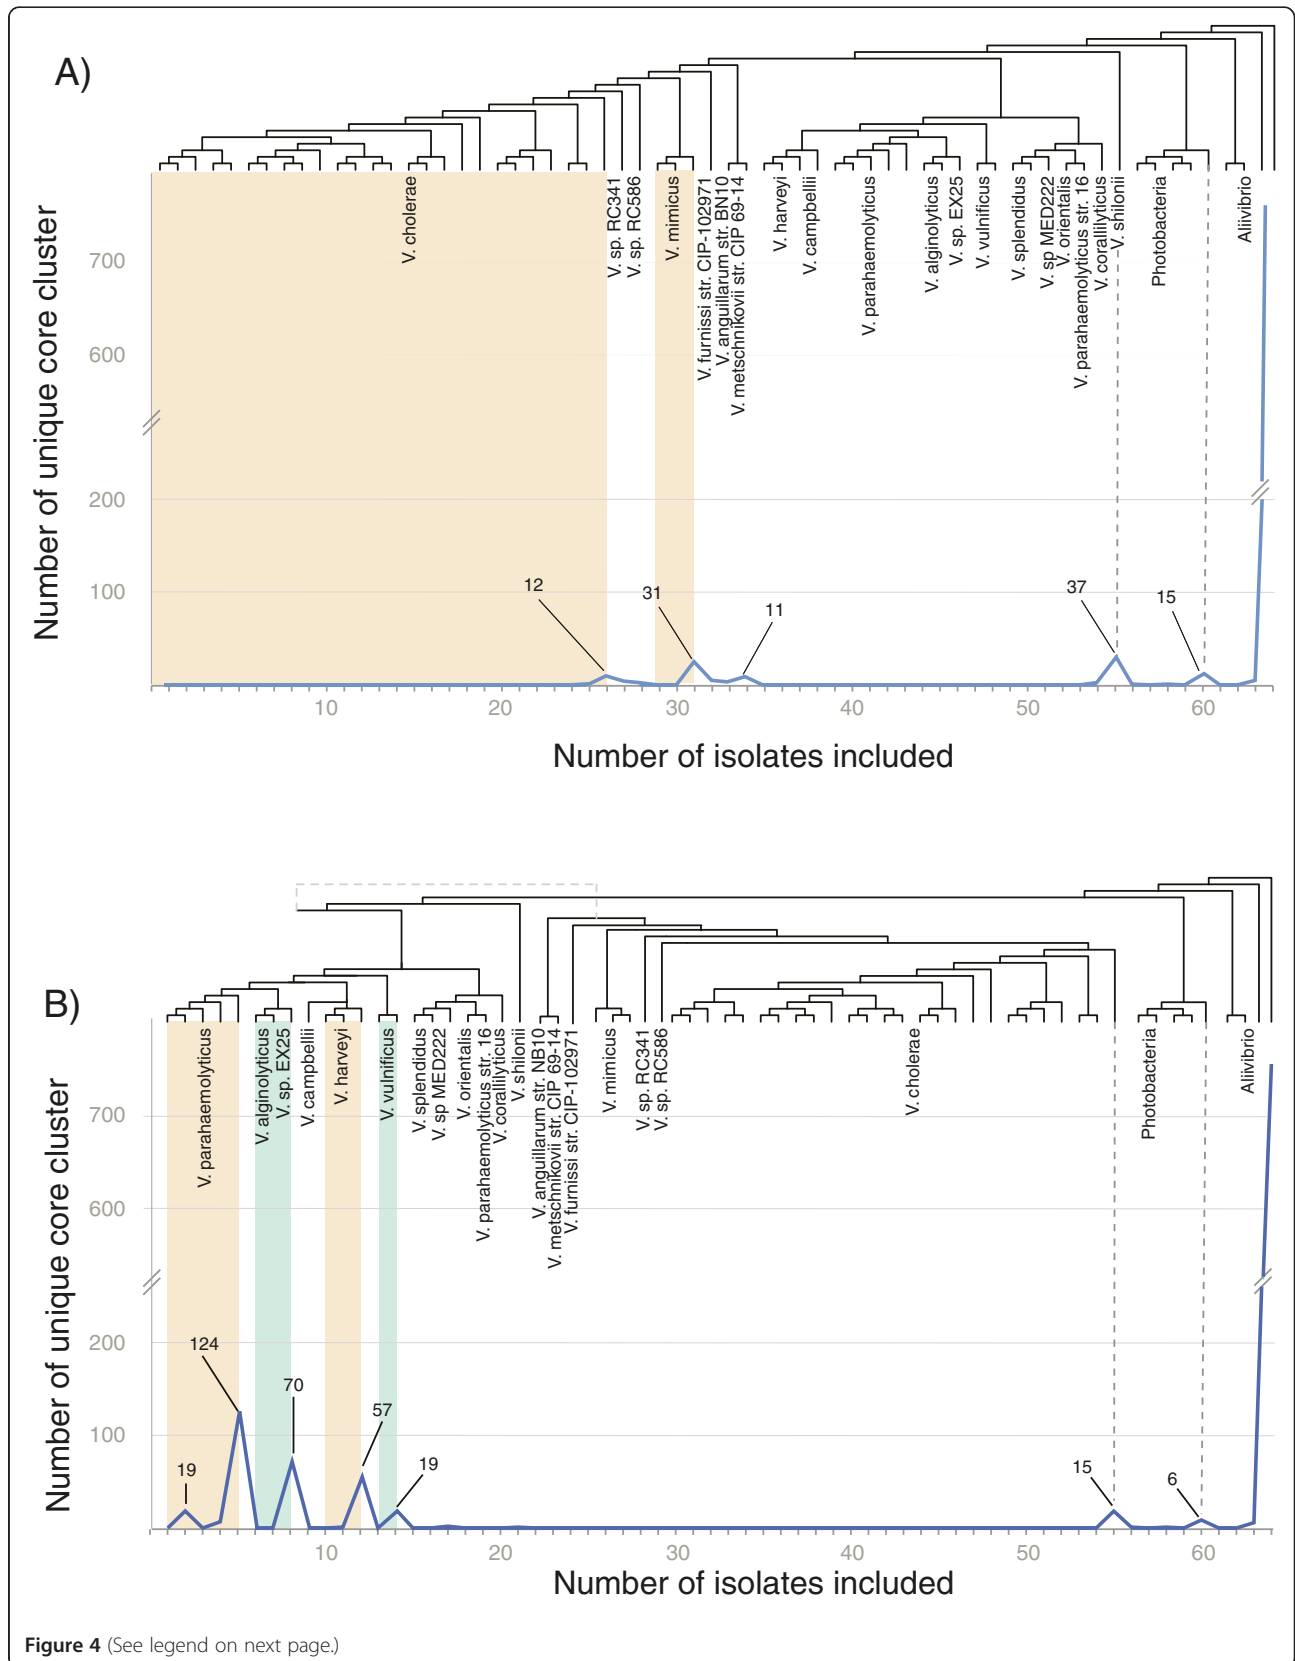 A)
Number of unique core cluster
700
600
200
100
V. cholerae
V. sp. RC341
V. sp. RC586
V. mimicus
V. furnissi str. CIP-102971
V. anguillarum str. BN10
V. metschnikovii str. CIP 69-14
V. harveyi
V. campbellii
V. parahaemolyticus
V. alginolyticus
V. sp. EX25
V. vulnificus
V. splendidus
V. sp MED222
V. orientalis
V. parahaemolyticus str. 16
V. corallilyticus
V. shilonii
Photobacteria
Aliivibrio
12
31
11
37
15
10
20
30
40
50
60
Number of isolates included
B)
Number of unique core cluster
700
600
200
100
V. parahaemolyticus
V. alginolyticus
V. sp. EX25
V. campbellii
V. harveyi
V. vulnificus
V. splendidus
V. sp MED222
V. orientalis
V. parahaemolyticus str. 16
V. corallilyticus
V. shilonii
V. anguillarum str. NB10
V. metschnikovii str. CIP 69-14
V. furnissi str. CIP-102971
V. mimicus
V. sp. RC341
V. sp. RC586
V. cholerae
Photobacteria
Aliivibrio
19
124
70
57
19
15
6
10
20
30
40
50
60
Number of isolates included
Figure 4 (See legend on next page.)